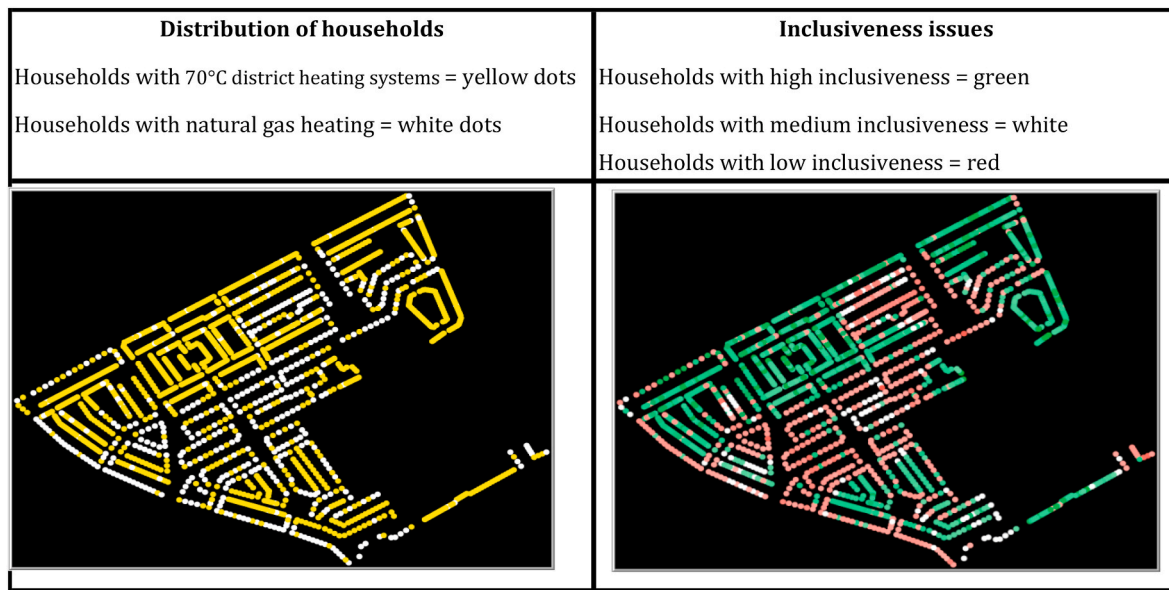 Distribution of households
Households with 70°C district heating systems = yellow dots
Households with natural gas heating = white dots
Inclusiveness issues
Households with high inclusiveness = green
Households with medium inclusiveness = white
Households with low inclusiveness = red